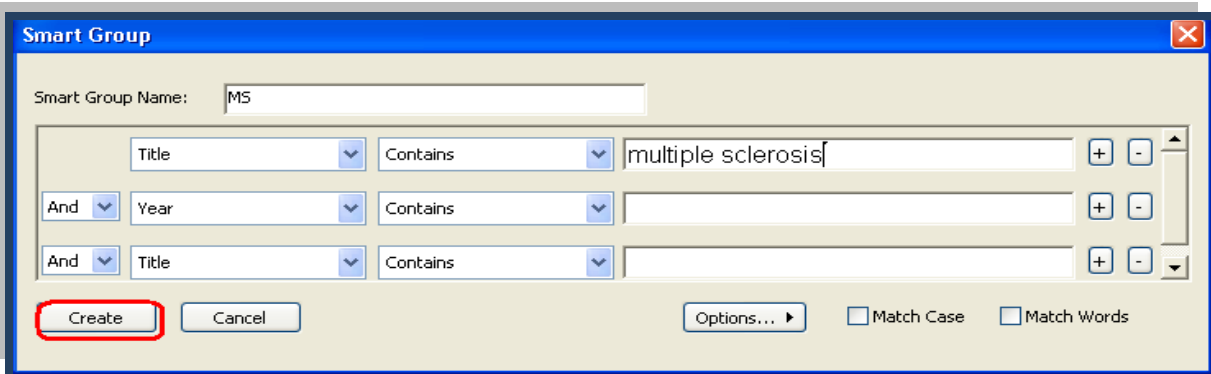 Smart Group
Smart Group Name: MS
Title Contains multiple sclerosis + -
And Year Contains + -
And Title Contains + -
Create Cancel Options... Match Case Match Words